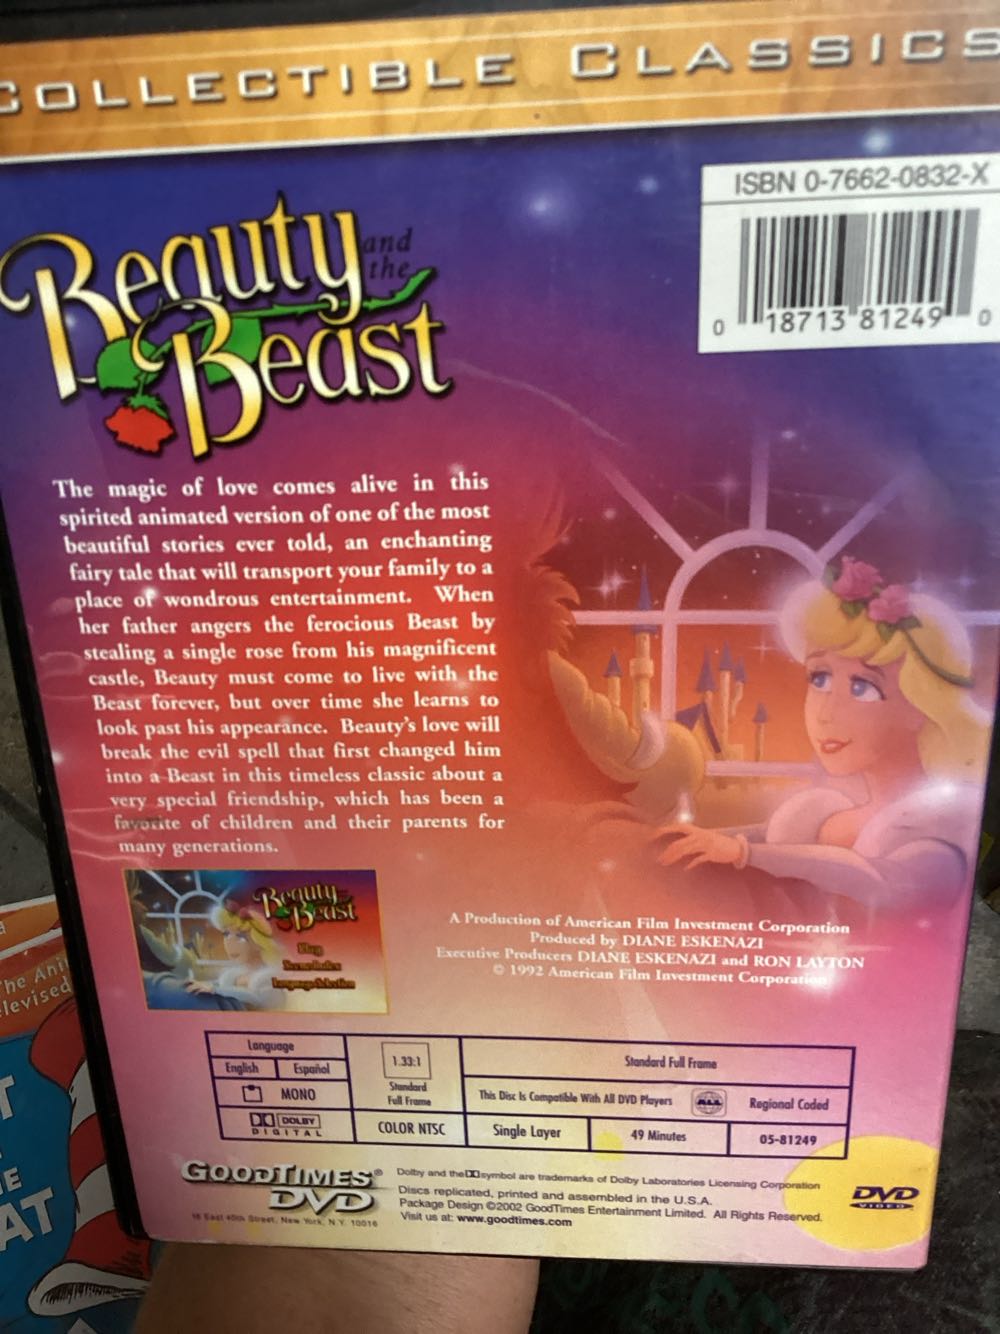 COLLECTIBLE CLASSICS
ISBN 0-7662-0832-X
0 18713 81249 0
Beauty and the Beast
The magic of love comes alive in this
spirited animated version of one of the most
beautiful stories ever told, an enchanting
fairy tale that will transport your family to a
place of wondrous entertainment. When
her father angers the ferocious Beast by
stealing a single rose from his magnificent
castle, Beauty must come to live with the
Beast forever, but over time she learns to
look past his appearance. Beauty's love will
break the evil spell that first changed him
into a Beast in this timeless classic about a
very special friendship, which has been a
favorite of children and their parents for
many generations.
Beauty and the Beast
Play
Scene Index
Language Selection
A Production of American Film Investment Corporation
Produced by DIANE ESKENAZI
Executive Producers DIANE ESKENAZI and RON LAYTON
© 1992 American Film Investment Corporation
Language
English Español
MONO
DOLBY
DIGITAL
1.33:1
Standard
Full Frame
COLOR NTSC
Standard Full Frame
This Disc Is Compatible With All DVD Players ALL Regional Coded
Single Layer 49 Minutes 05-81249
GOODTIMES®
DVD
16 East 40th Street, New York, N.Y. 10016
Dolby and the symbol are trademarks of Dolby Laboratories Licensing Corporation
Discs replicated, printed and assembled in the U.S.A.
Package Design ©2002 GoodTimes Entertainment Limited. All Rights Reserved.
Visit us at: www.goodtimes.com
DVD
VIDEO